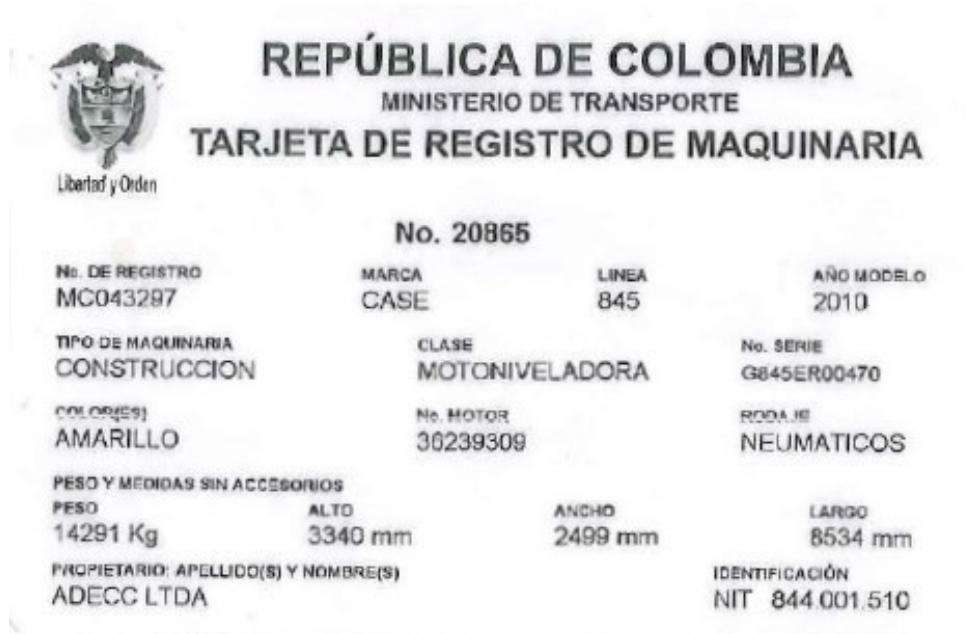 REPÚBLICA DE COLOMBIA
MINISTERIO DE TRANSPORTE
TARJETA DE REGISTRO DE MAQUINARIA
Libertad y Orden
No. 20865
No. DE REGISTRO MARCA LINEA AÑO MODELO
MC043297 CASE 845 2010
TIPO DE MAQUINARIA CLASE No. SERIE
CONSTRUCCION MOTONIVELADORA G845ER00470
COLOR(ES) No. MOTOR RODAJE
AMARILLO 36239309 NEUMATICOS
PESO Y MEDIDAS SIN ACCESORIOS
PESO ALTO ANCHO LARGO
14291 Kg 3340 mm 2499 mm 8534 mm
PROPIETARIO: APELLIDO(S) Y NOMBRE(S) IDENTIFICACIÓN
ADECC LTDA NIT 844.001.510